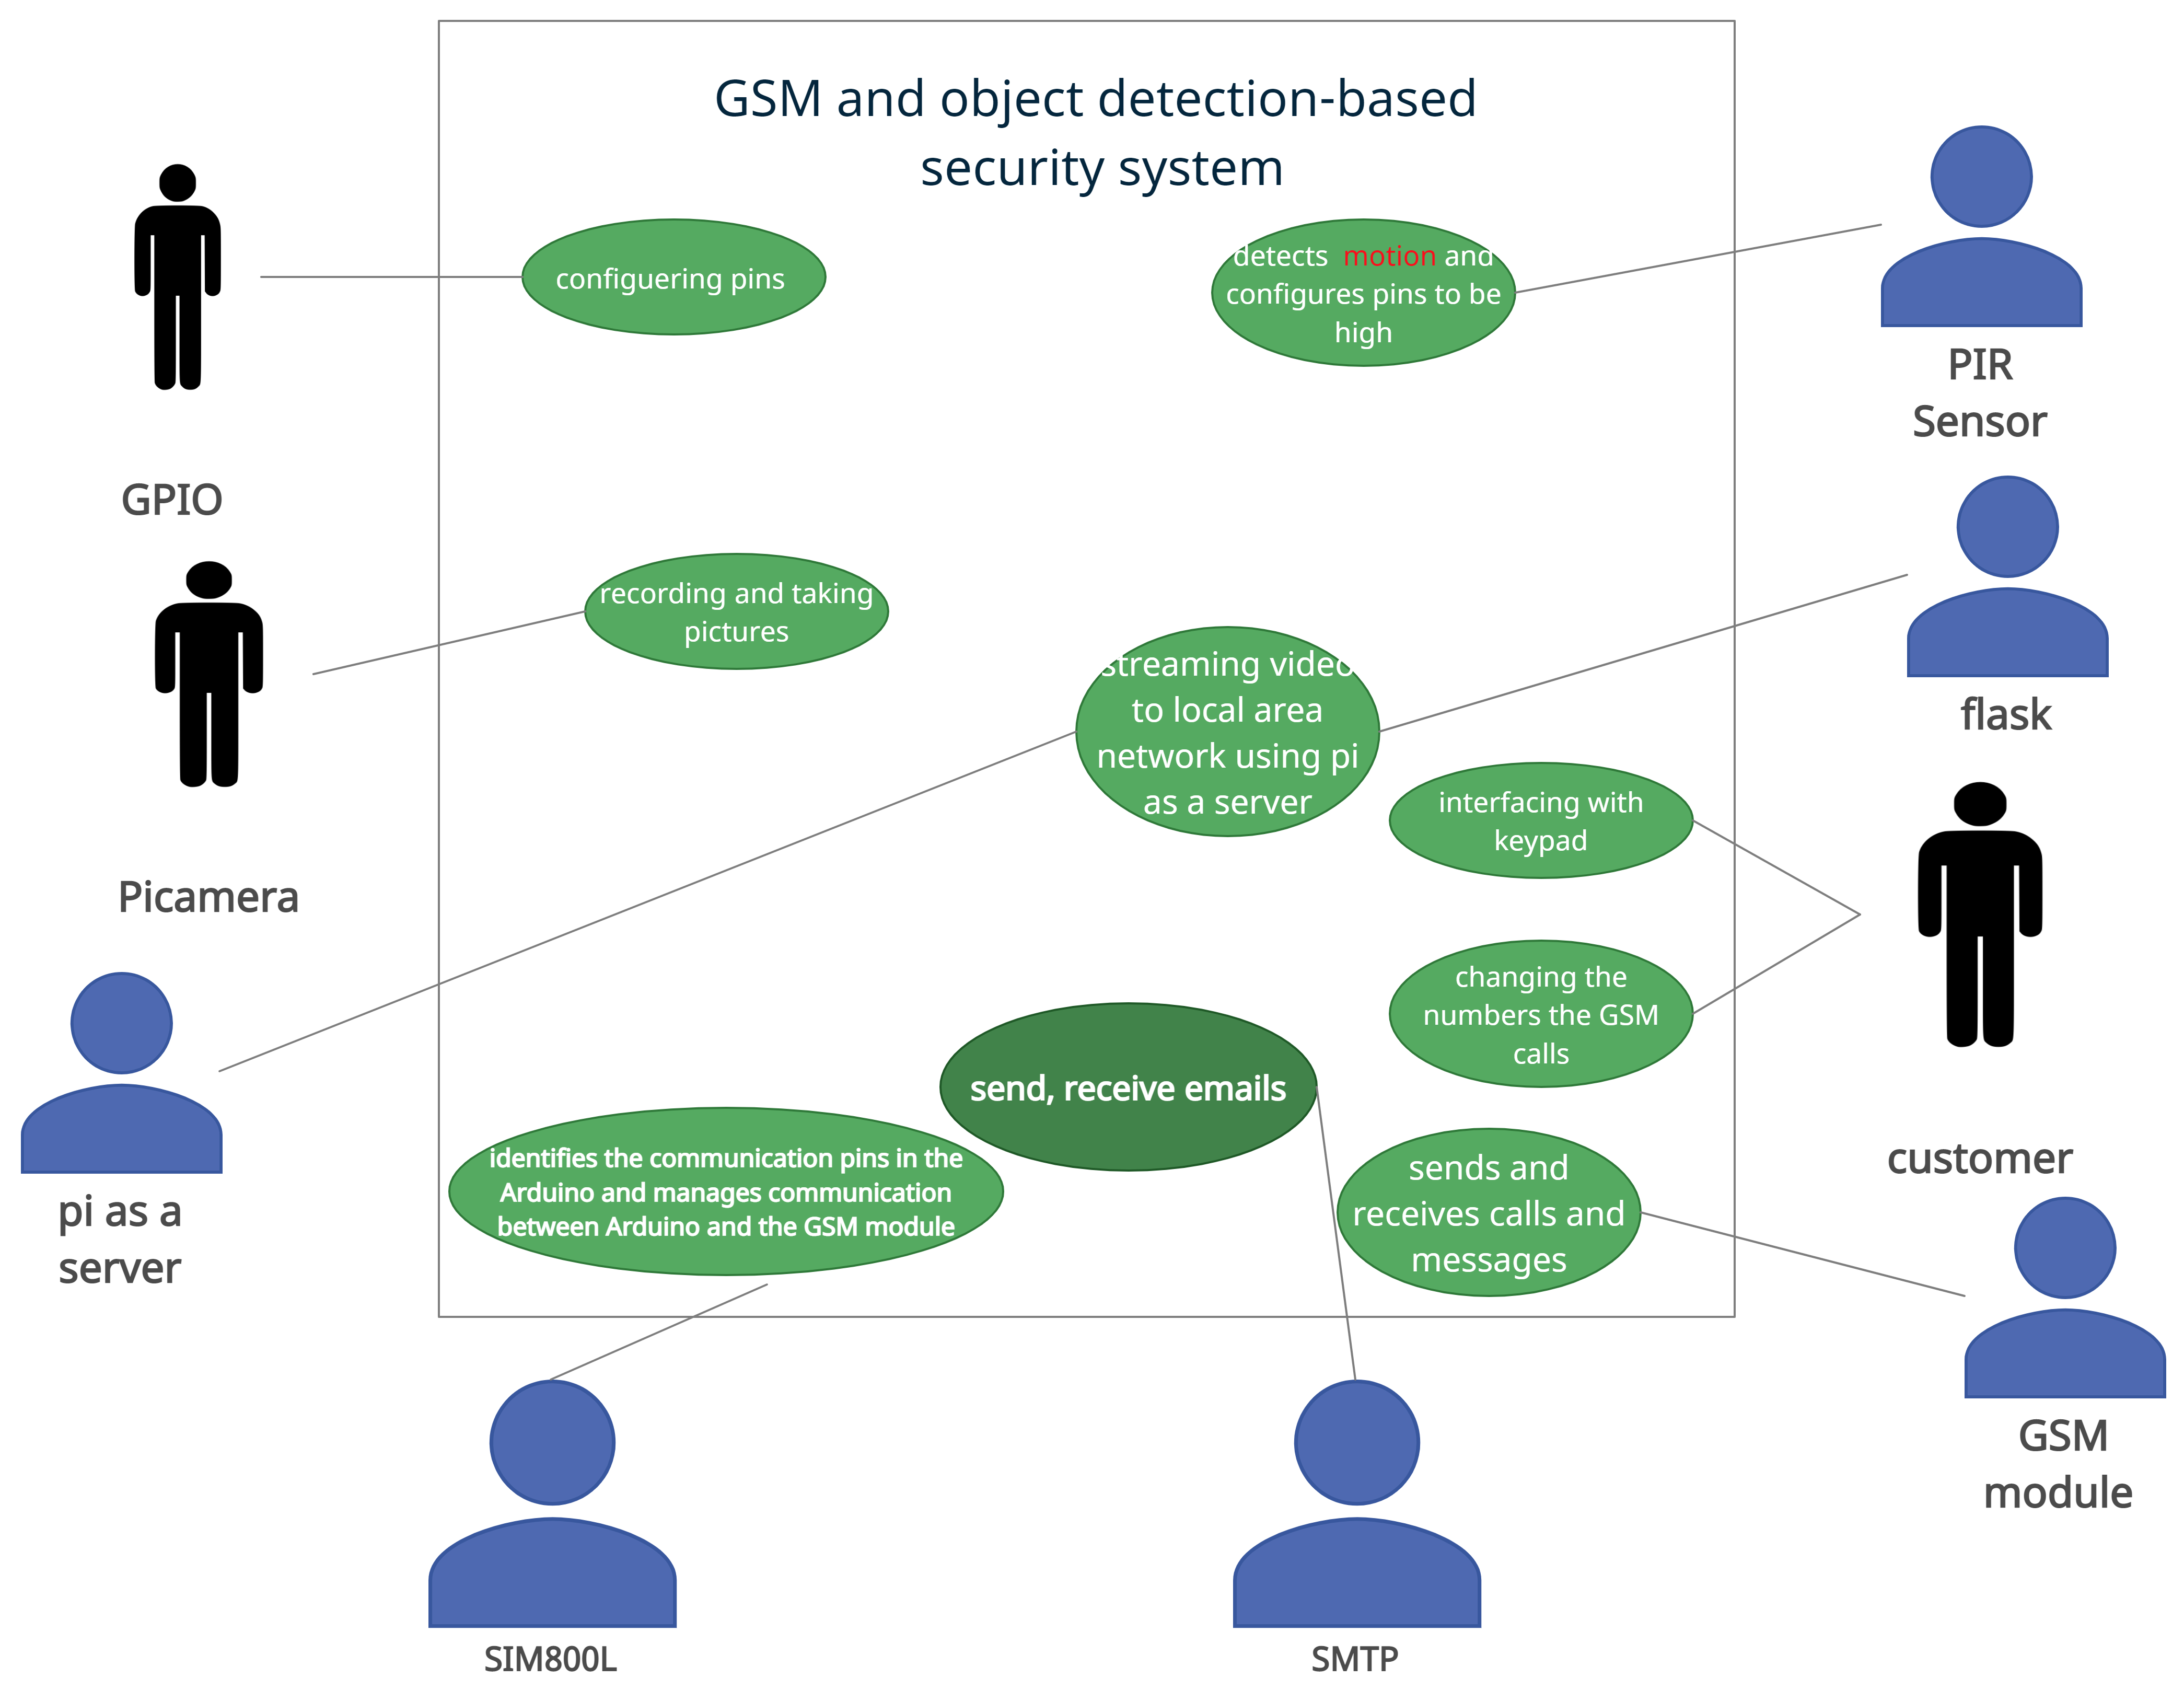 GSM and object detection-based
security system
configuering pins
detects motion and
configures pins to be
high
PIR
Sensor
GPIO
recording and taking
pictures
streaming video
to local area
network using pi
as a server
flask
interfacing with
keypad
Picamera
changing the
numbers the GSM
calls
send, receive emails
customer
identifies the communication pins in the
Arduino and manages communication
between Arduino and the GSM module
sends and
receives calls and
messages
pi as a
server
GSM
module
SIM800L
SMTP